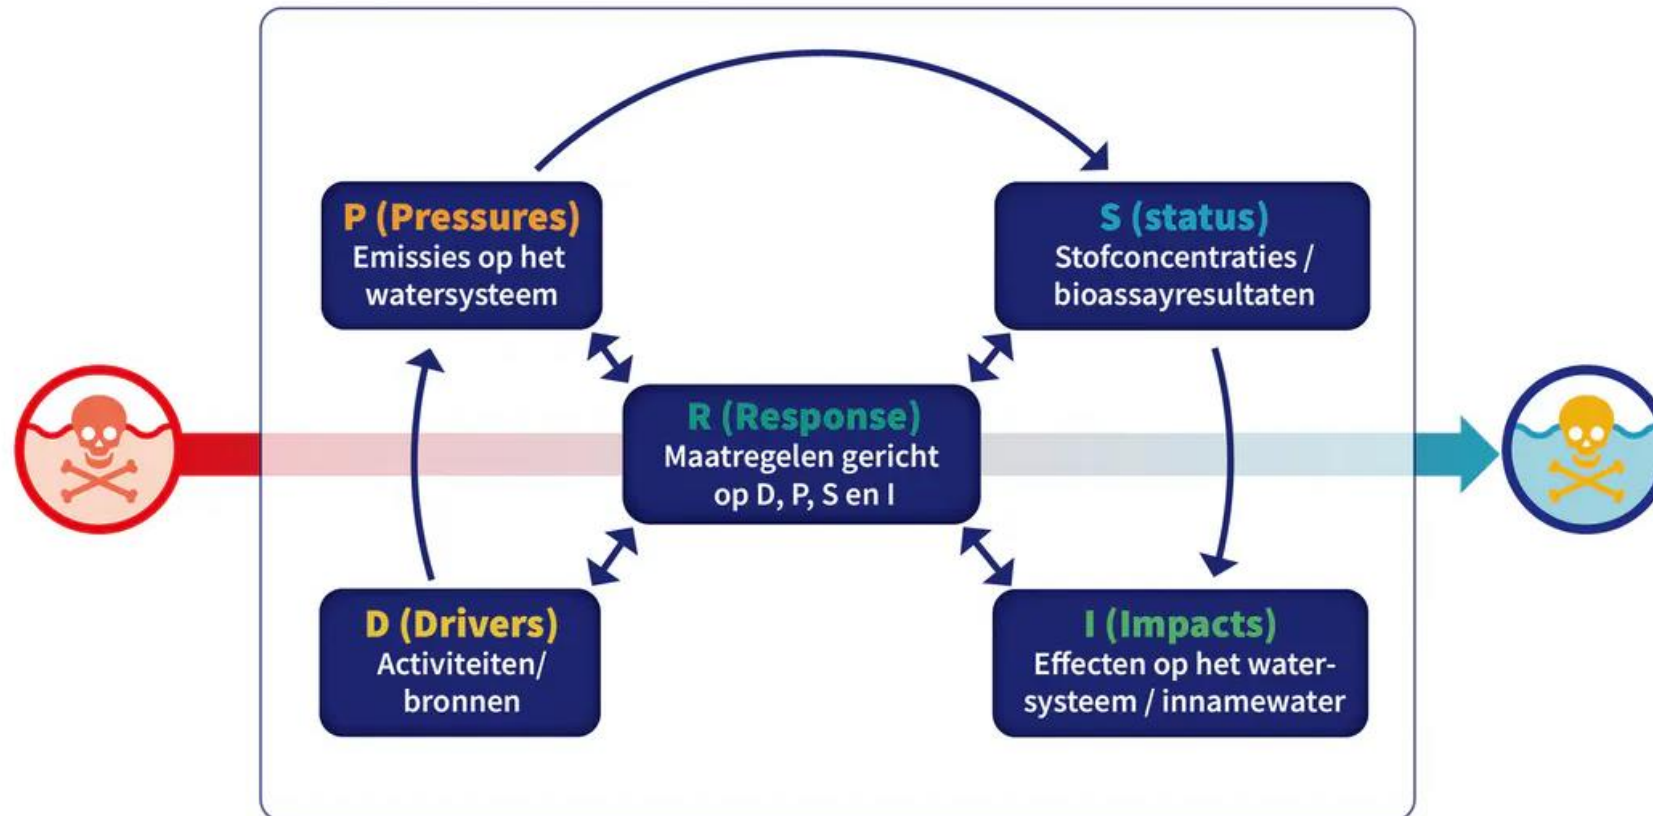 P (Pressures)
Emissies op het
watersysteem
S (status)
Stofconcentraties /
bioassayresultaten
R (Response)
Maatregelen gericht
op D, P, S en I
D (Drivers)
Activiteiten/
bronnen
I (Impacts)
Effecten op het water-
systeem / innamewater